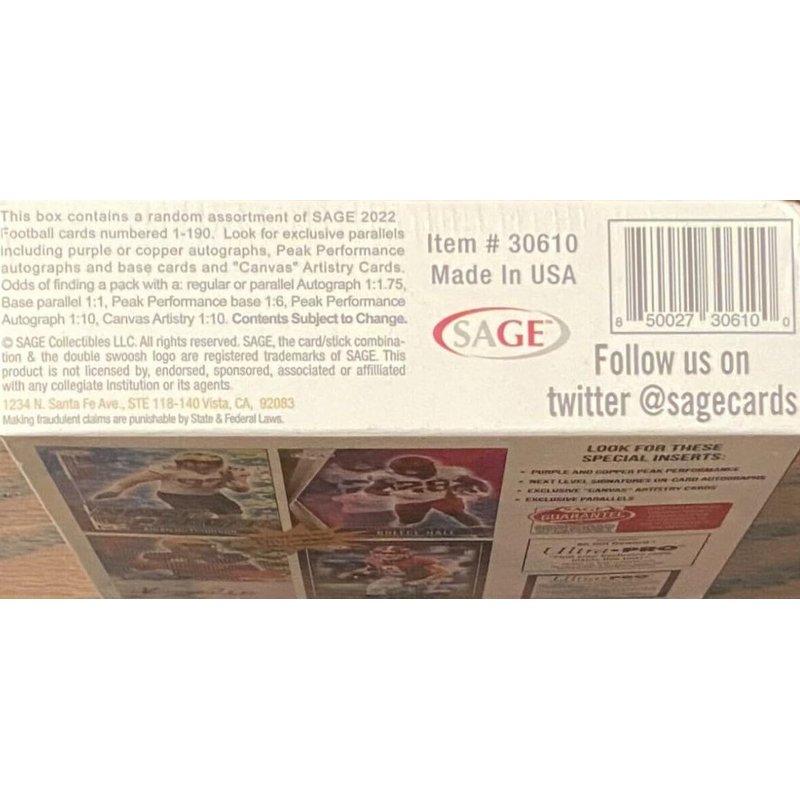 This box contains a random assortment of SAGE 2022
Football cards numbered 1-190. Look for exclusive parallels
including purple or copper autographs, Peak Performance
autographs and base cards and "Canvas" Artistry Cards.
Odds of finding a pack with a: regular or parallel Autograph 1:1.75,
Base parallel 1:1, Peak Performance base 1:6, Peak Performance
Autograph 1:10, Canvas Artistry 1:10. Contents Subject to Change.
© SAGE Collectibles LLC. All rights reserved. SAGE, the card/stick combina-
tion & the double swoosh logo are registered trademarks of SAGE. This
product is not licensed by, endorsed, sponsored, associated or affiliated
with any collegiate Institution or its agents.
1234 N. Santa Fe Ave., STE 118-140 Vista, CA, 92083
Making fraudulent claims are punishable by State & Federal Laws.
Item # 30610
Made In USA
SAGE
8 50027 30610 0
Follow us on
twitter @sagecards
LOOK FOR THESE
SPECIAL INSERTS:
• PURPLE AND COPPER PEAK PERFORMANCE
• NEXT LEVEL SIGNATURES ON-CARD AUTOGRAPHS
• EXCLUSIVE "CANVAS" ARTISTRY CARDS
• EXCLUSIVE PARALLELS
SAGE
GUARANTEE
BREECE HALL
Ultra-PRO
Ultra-PRO